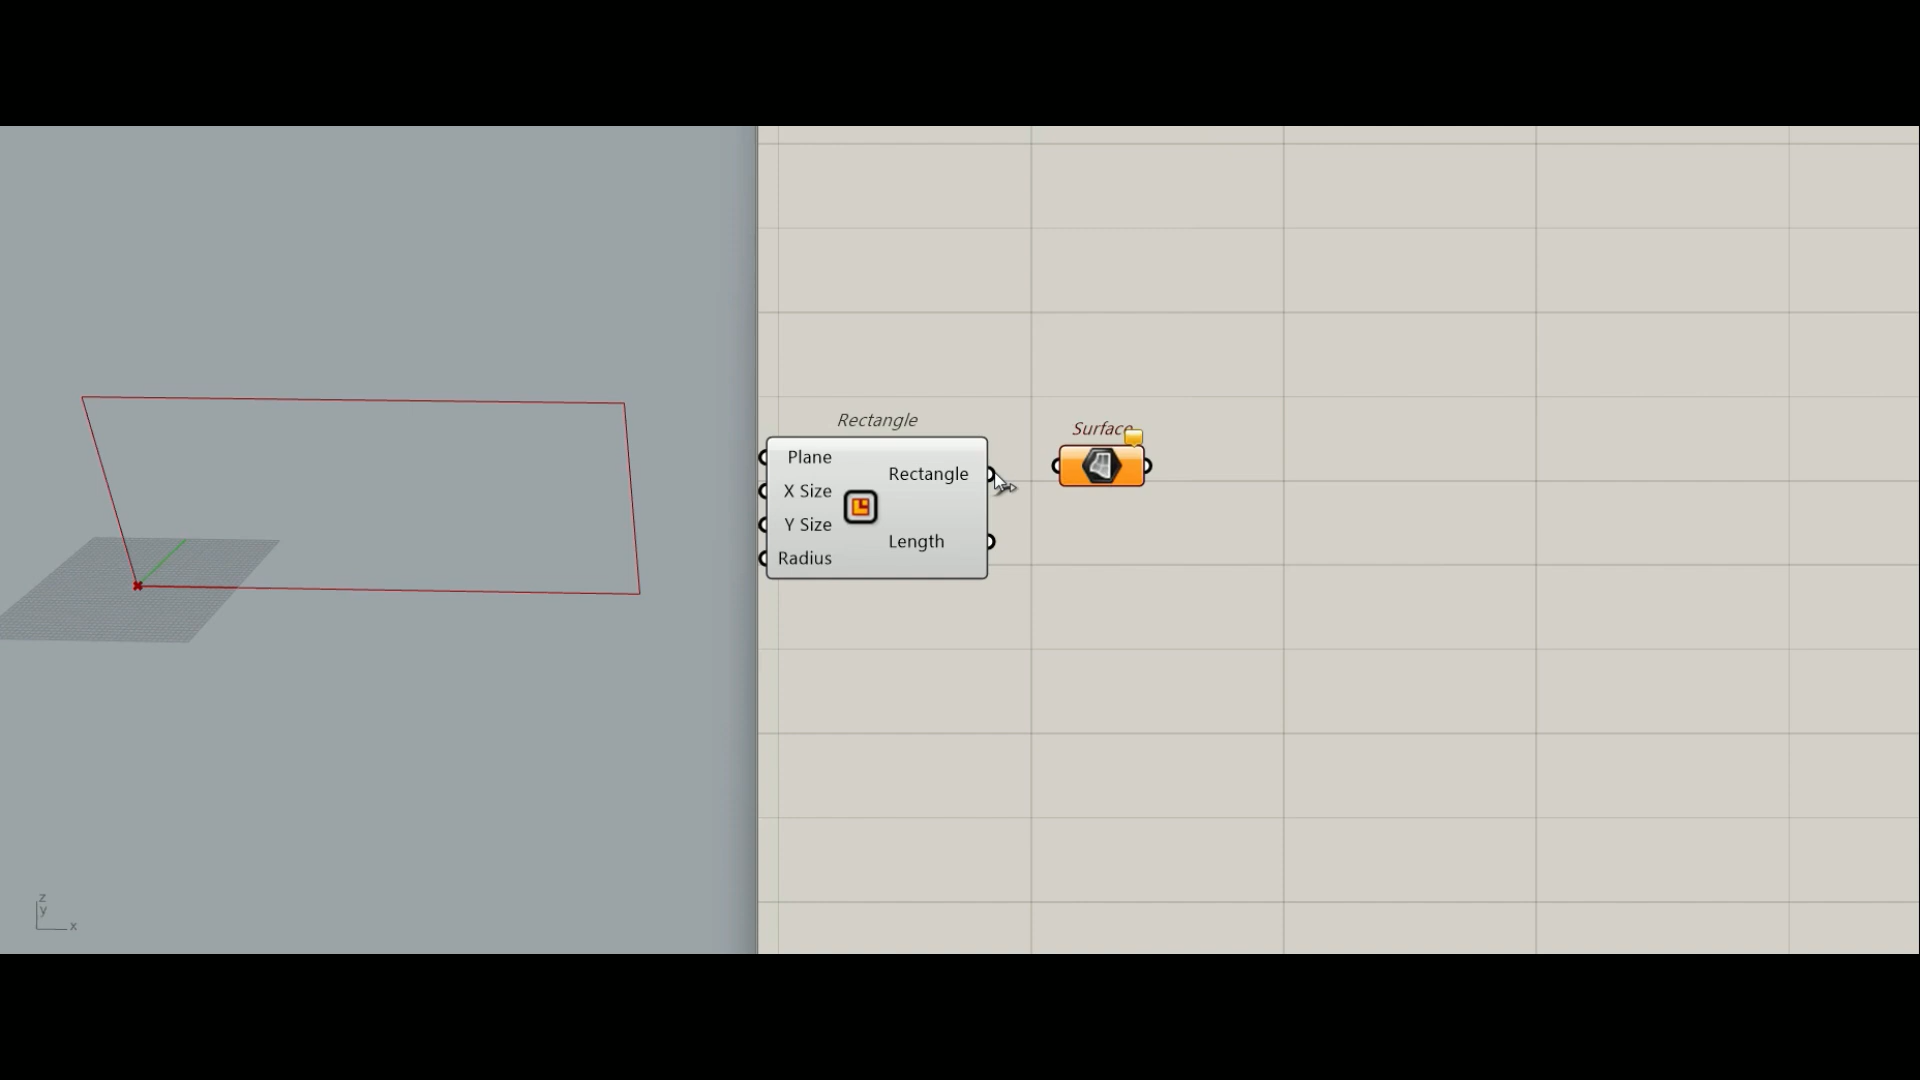 Rectangle
Plane
X Size
Y Size
Radius
Rectangle
Length
Surface
z
y
x